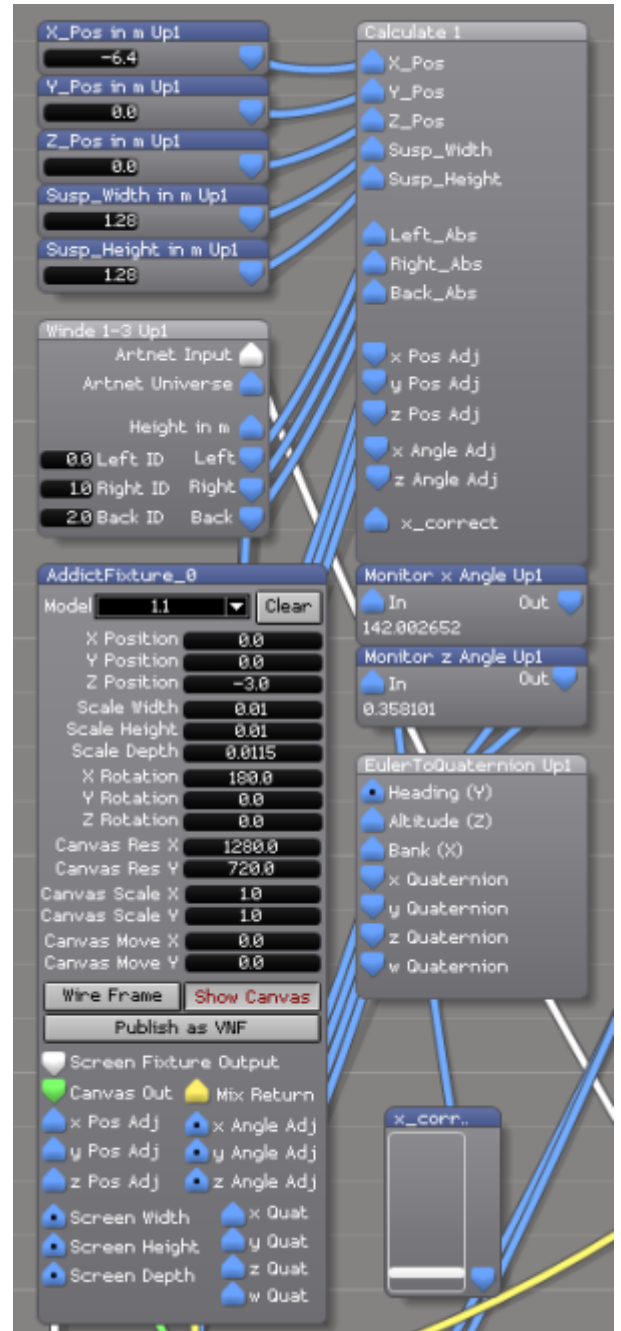 X_Pos in m Up1
-6.4
Y_Pos in m Up1
0.0
Z_Pos in m Up1
0.0
Susp_Width in m Up1
1.28
Susp_Height in m Up1
1.28
Calculate 1
X_Pos
Y_Pos
Z_Pos
Susp_Width
Susp_Height
Left_Abs
Right_Abs
Back_Abs
x Pos Adj
y Pos Adj
z Pos Adj
x Angle Adj
z Angle Adj
x_correct
Winde 1-3 Up1
Artnet Input
Artnet Universe
Height in m
0.0 Left ID Left
1.0 Right ID Right
2.0 Back ID Back
AddictFixture_0
Model 1.1 Clear
X Position 0.0
Y Position 0.0
Z Position -3.0
Scale Width 0.01
Scale Height 0.01
Scale Depth 0.0115
X Rotation 180.0
Y Rotation 0.0
Z Rotation 0.0
Canvas Res X 1280.0
Canvas Res Y 720.0
Canvas Scale X 1.0
Canvas Scale Y 1.0
Canvas Move X 0.0
Canvas Move Y 0.0
Wire Frame Show Canvas
Publish as VNF
Screen Fixture Output
Canvas Out Mix Return
x Pos Adj x Angle Adj
y Pos Adj y Angle Adj
z Pos Adj z Angle Adj
Screen Width x Quat
Screen Height y Quat
Screen Depth z Quat
w Quat
Monitor x Angle Up1
In Out
142.002652
Monitor z Angle Up1
In Out
0.358101
EulerToQuaternion Up1
Heading (Y)
Altitude (Z)
Bank (X)
x Quaternion
y Quaternion
z Quaternion
w Quaternion
x_corr..